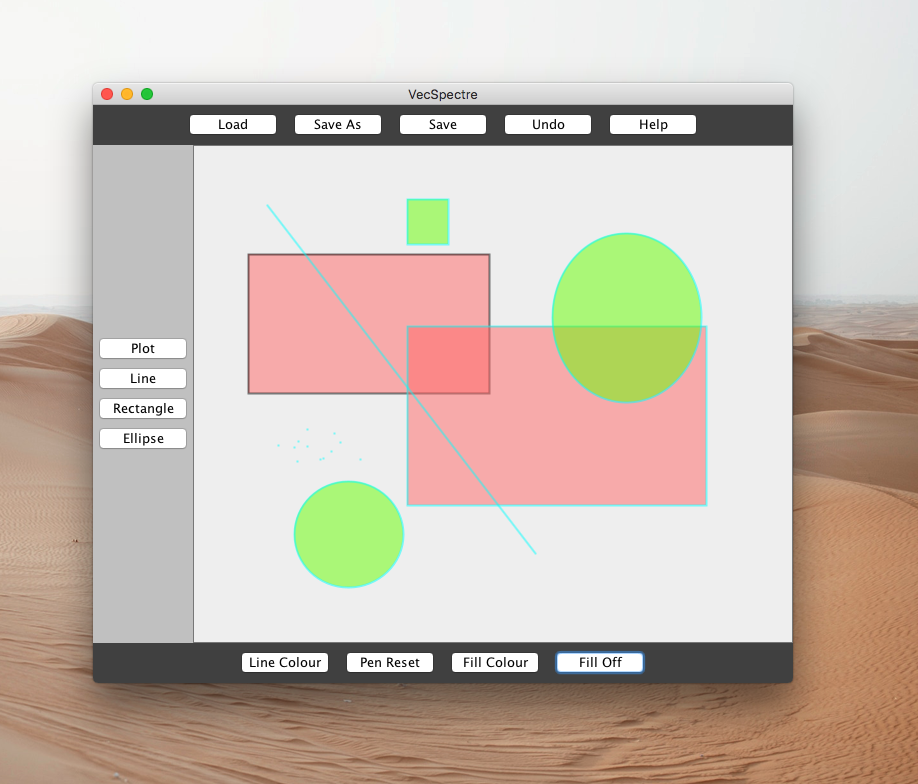 VecSpectre
Load Save As Save Undo Help
Plot
Line
Rectangle
Ellipse
Line Colour Pen Reset Fill Colour Fill Off